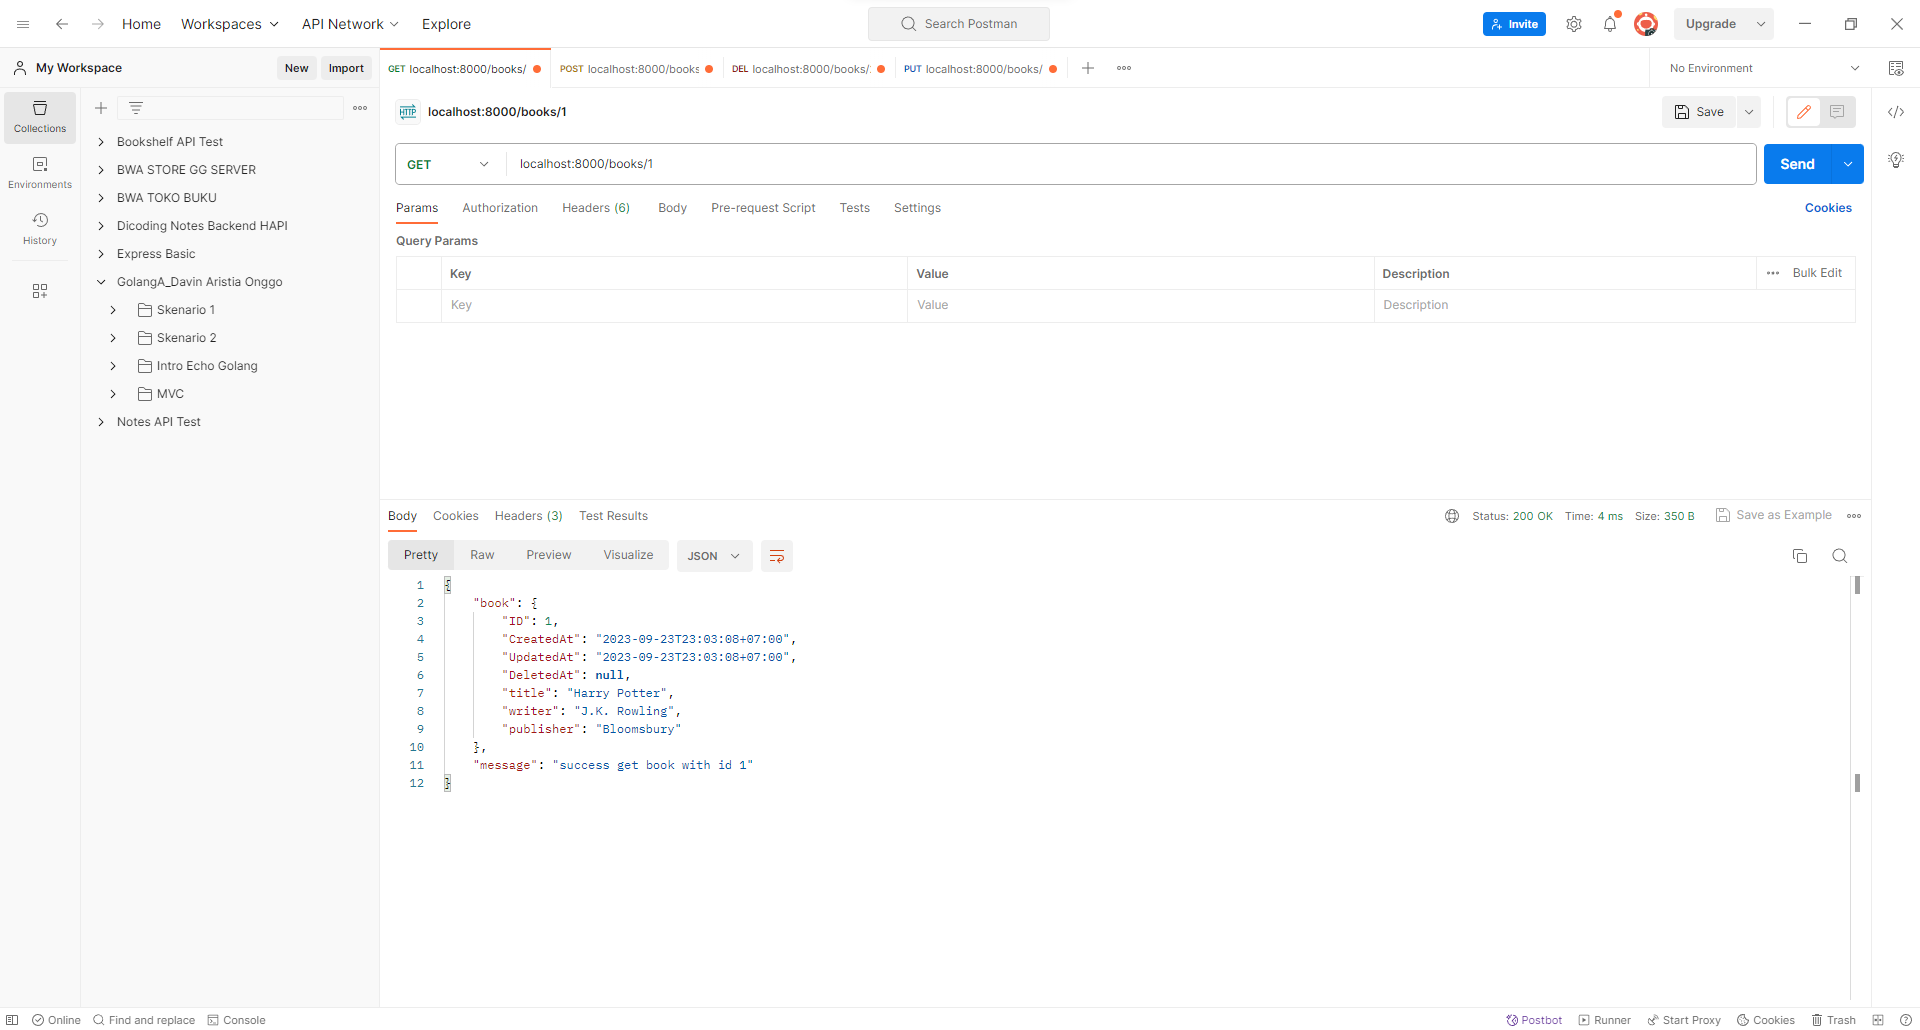 Home Workspaces API Network Explore Search Postman Invite Upgrade
My Workspace New Import GET localhost:8000/books/ POST localhost:8000/books DEL localhost:8000/books/ PUT localhost:8000/books/ No Environment
Collections
Environments
History
Bookshelf API Test
BWA STORE GG SERVER
BWA TOKO BUKU
Dicoding Notes Backend HAPI
Express Basic
GolangA_Davin Aristia Onggo
Skenario 1
Skenario 2
Intro Echo Golang
MVC
Notes API Test
HTTP localhost:8000/books/1 Save
GET localhost:8000/books/1 Send
Params Authorization Headers (6) Body Pre-request Script Tests Settings Cookies
Query Params
Key Value Description Bulk Edit
Key Value Description
Body Cookies Headers (3) Test Results Status: 200 OK Time: 4 ms Size: 350 B Save as Example
Pretty Raw Preview Visualize JSON
1 {
2 "book": {
3 "ID": 1,
4 "CreatedAt": "2023-09-23T23:03:08+07:00",
5 "UpdatedAt": "2023-09-23T23:03:08+07:00",
6 "DeletedAt": null,
7 "title": "Harry Potter",
8 "writer": "J.K. Rowling",
9 "publisher": "Bloomsbury"
10 },
11 "message": "success get book with id 1"
12 }
Online Find and replace Console Postbot Runner Start Proxy Cookies Trash